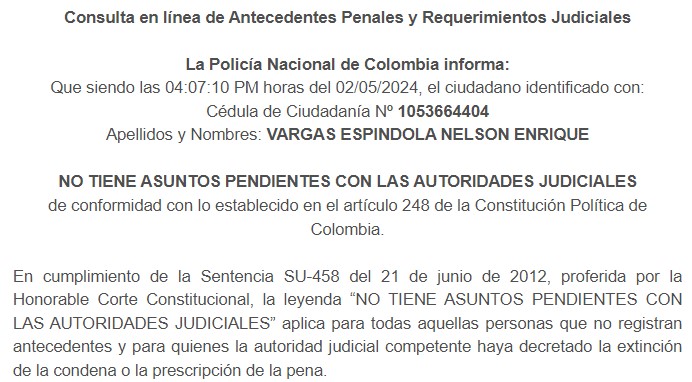 Consulta en línea de Antecedentes Penales y Requerimientos Judiciales
La Policía Nacional de Colombia informa:
Que siendo las 04:07:10 PM horas del 02/05/2024, el ciudadano identificado con:
Cédula de Ciudadanía Nº 1053664404
Apellidos y Nombres: VARGAS ESPINDOLA NELSON ENRIQUE
NO TIENE ASUNTOS PENDIENTES CON LAS AUTORIDADES JUDICIALES
de conformidad con lo establecido en el artículo 248 de la Constitución Política de
Colombia.
En cumplimiento de la Sentencia SU-458 del 21 de junio de 2012, proferida por la
Honorable Corte Constitucional, la leyenda “NO TIENE ASUNTOS PENDIENTES CON
LAS AUTORIDADES JUDICIALES” aplica para todas aquellas personas que no registran
antecedentes y para quienes la autoridad judicial competente haya decretado la extinción
de la condena o la prescripción de la pena.